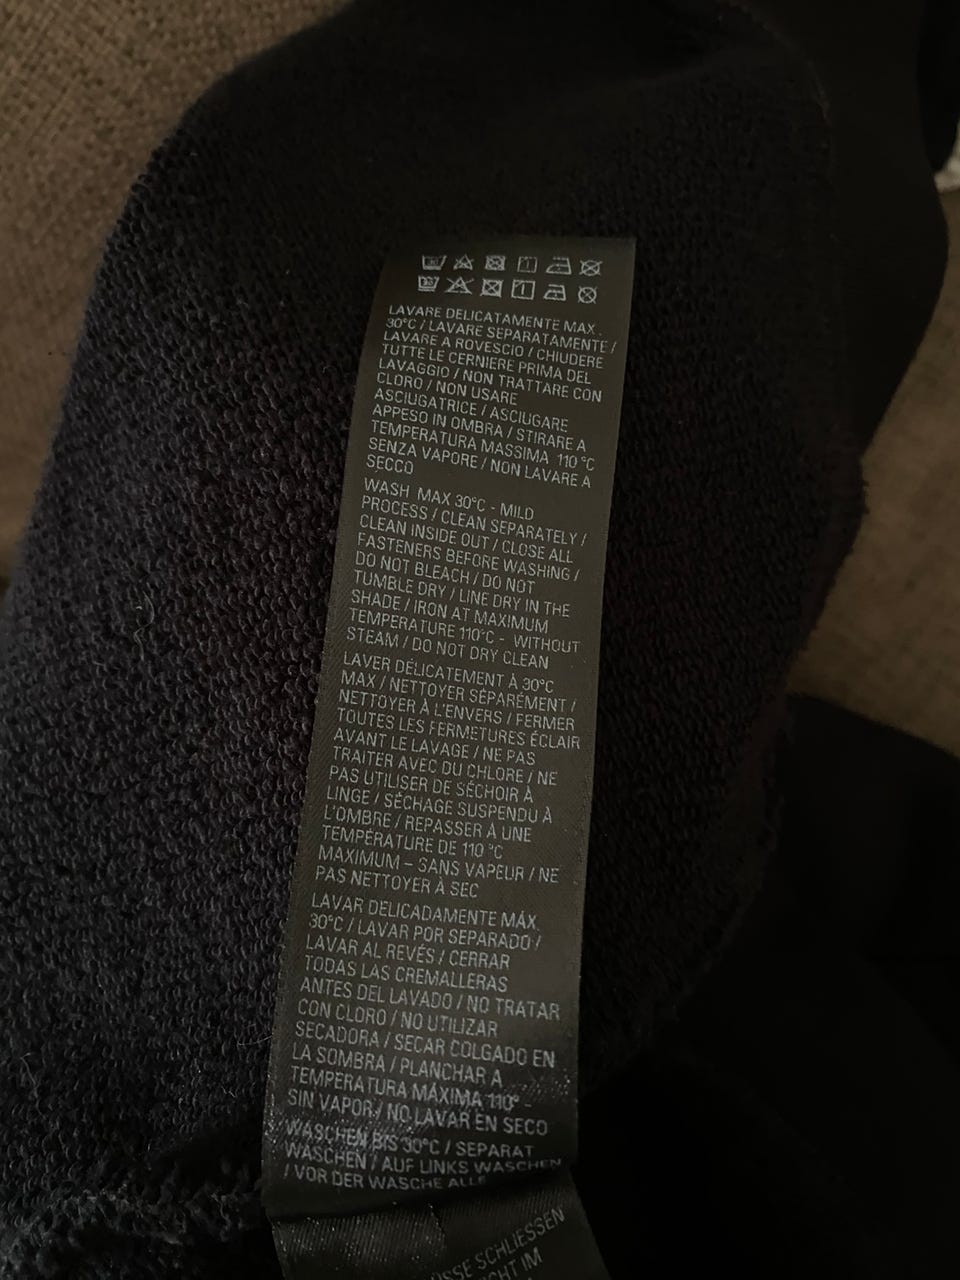 LAVARE DELICATAMENTE MAX.
30°C / LAVARE SEPARATAMENTE /
LAVARE A ROVESCIO / CHIUDERE
TUTTE LE CERNIERE PRIMA DEL
LAVAGGIO / NON TRATTARE CON
CLORO / NON USARE
ASCIUGATRICE / ASCIUGARE
APPESO IN OMBRA / STIRARE A
TEMPERATURA MASSIMA 110 °C
SENZA VAPORE / NON LAVARE A
SECCO
WASH MAX 30°C - MILD
PROCESS / CLEAN SEPARATELY /
CLEAN INSIDE OUT / CLOSE ALL
FASTENERS BEFORE WASHING /
DO NOT BLEACH / DO NOT
TUMBLE DRY / LINE DRY IN THE
SHADE / IRON AT MAXIMUM
TEMPERATURE 110°C - WITHOUT
STEAM / DO NOT DRY CLEAN
LAVER DÉLICATEMENT À 30°C
MAX / NETTOYER SÉPARÉMENT /
NETTOYER À L'ENVERS / FERMER
TOUTES LES FERMETURES ÉCLAIR
AVANT LE LAVAGE / NE PAS
TRAITER AVEC DU CHLORE / NE
PAS UTILISER DE SÉCHOIR À
LINGE / SÉCHAGE SUSPENDU À
L'OMBRE / REPASSER À UNE
TEMPÉRATURE DE 110 °C
MAXIMUM – SANS VAPEUR / NE
PAS NETTOYER À SEC
LAVAR DELICADAMENTE MÁX.
30°C / LAVAR POR SEPARADO /
LAVAR AL REVÉS / CERRAR
TODAS LAS CREMALLERAS
ANTES DEL LAVADO / NO TRATAR
CON CLORO / NO UTILIZAR
SECADORA / SECAR COLGADO EN
LA SOMBRA / PLANCHAR A
TEMPERATURA MÁXIMA 110° -
SIN VAPOR / NO LAVAR EN SECO
WASCHEN BIS 30°C / SEPARAT
WASCHEN / AUF LINKS WASCHEN
/ VOR DER WASCHE ALLE
SCHLIESSEN
IM